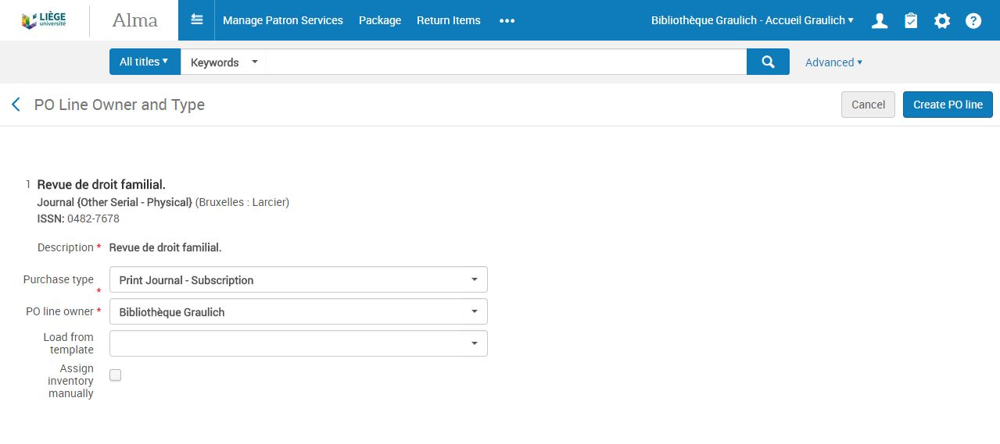 LIÈGE
université
Alma
Manage Patron Services
Package
Return Items
•••
Bibliothèque Graulich - Accueil Graulich
?
All titles
Keywords
Advanced
PO Line Owner and Type
Cancel
Create PO line
1 Revue de droit familial.
Journal {Other Serial - Physical} (Bruxelles : Larcier)
ISSN: 0482-7678
Description * Revue de droit familial.
Purchase type
*
Print Journal - Subscription
PO line owner * Bibliothèque Graulich
Load from
template
Assign
inventory
manually